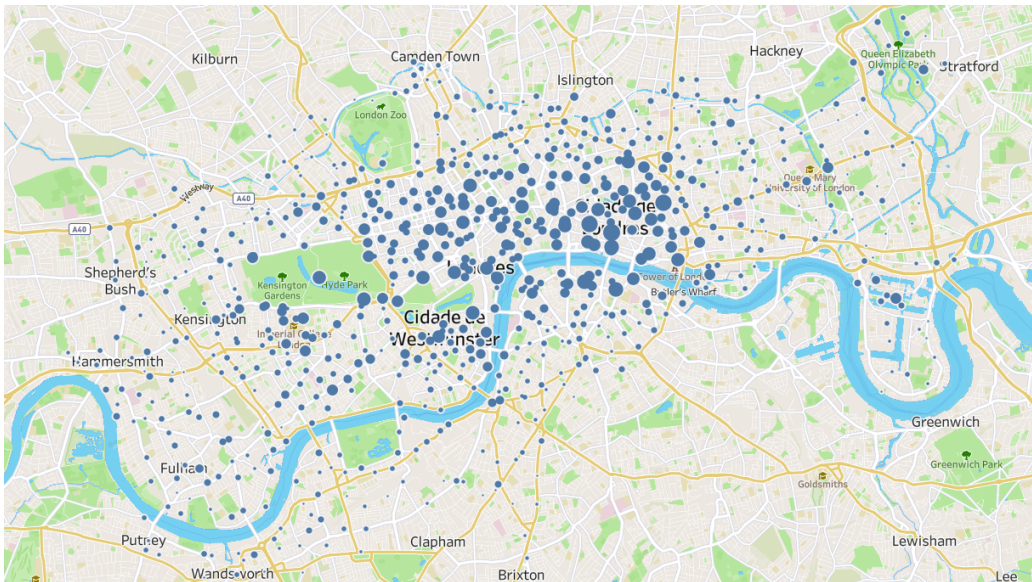 Kilburn
Camden Town
Hackney
Queen Elizabeth
Stratford
Islington
London Zoo
Queen Mary
University of London
Westway
A40
A40
Shepherd's
Bush
Kensington
Gardens
Hyde Park
Tower of London
Butler's Wharf
Kensington
Cidade de
Westminster
Hammersmith
Greenwich
Greenwich Park
Fulham
Goldsmiths
Putney
Clapham
Lewisham
Wandsworth
Brixton
Lee